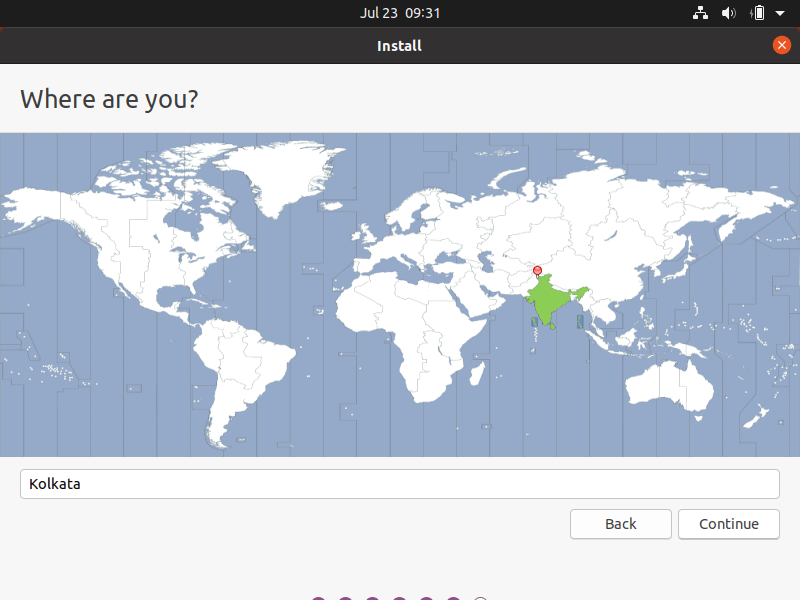 Jul 23 09:31
Install
Where are you?
Kolkata
Back
Continue